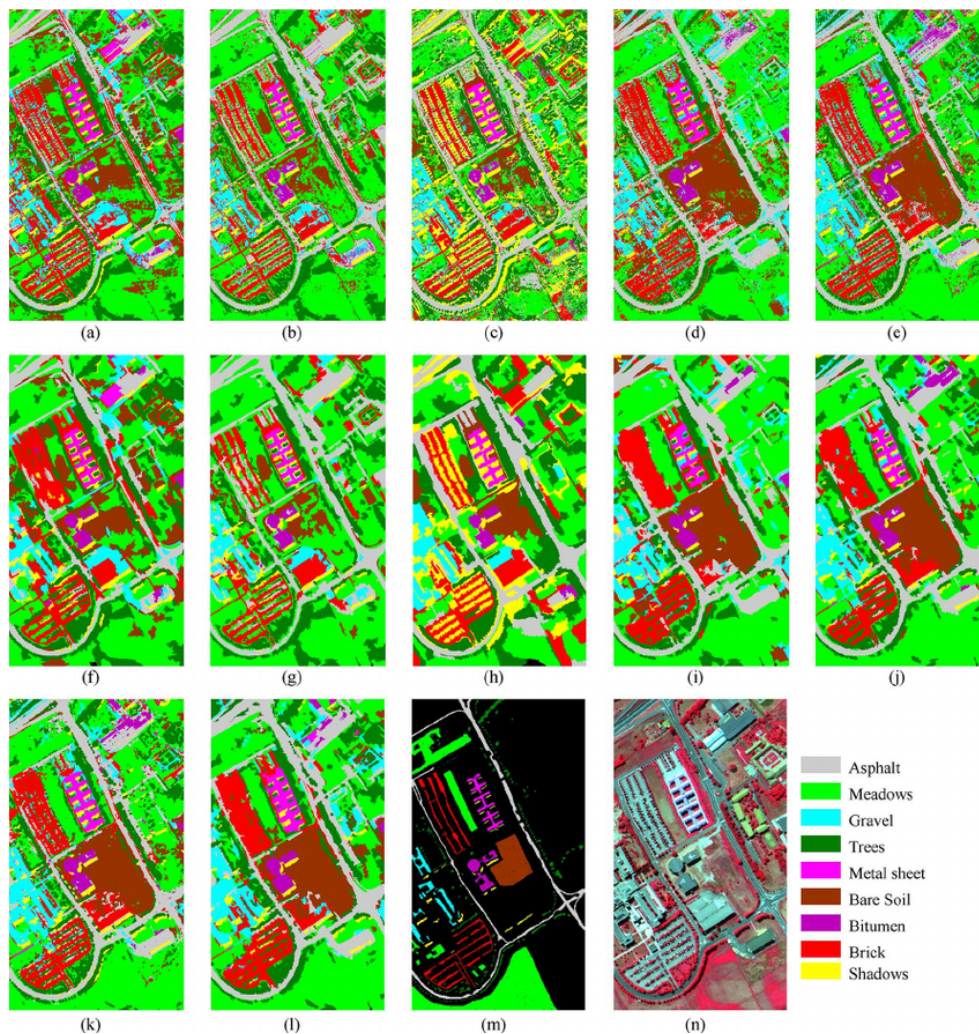 (a) (b) (c) (d) (e)
(f) (g) (h) (i) (j)
Asphalt
Meadows
Gravel
Trees
Metal sheet
Bare Soil
Bitumen
Brick
Shadows
(k) (l) (m) (n)